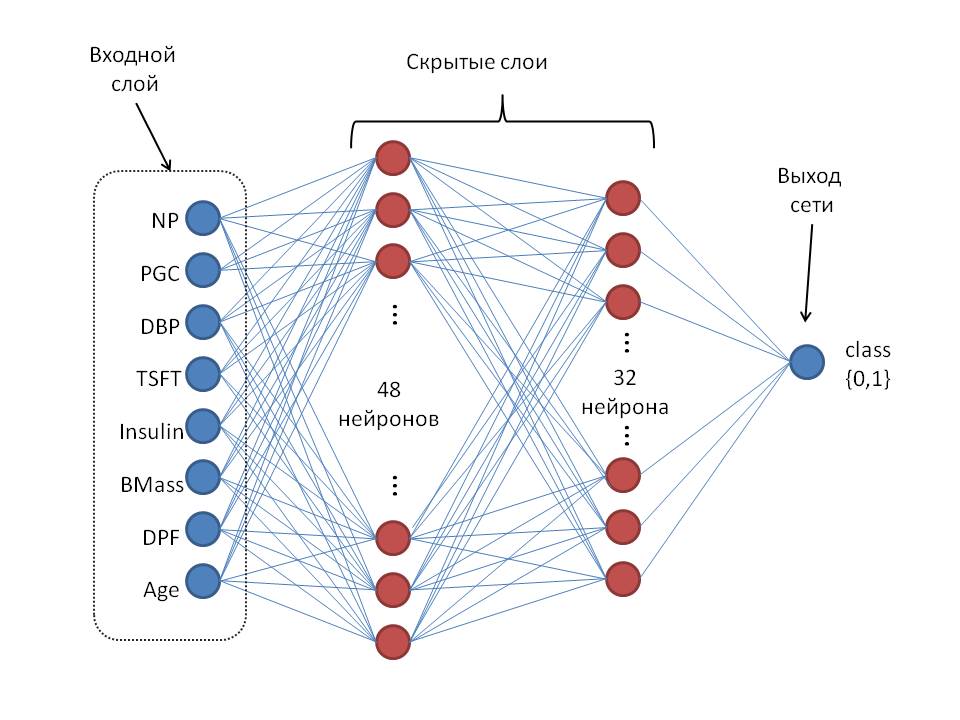 Входной
слой
Скрытые слои
Выход
сети
NP
PGC
DBP
TSFT
Insulin
BMass
DPF
Age
...
48
нейронов
...
...
32
нейрона
...
class
{0,1}